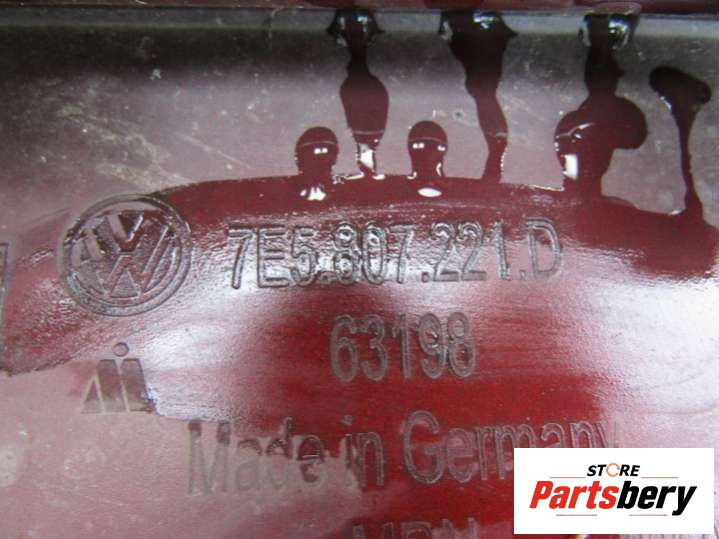 7E5.807.221.D
63198
Made in Germany
STORE
Partsbery